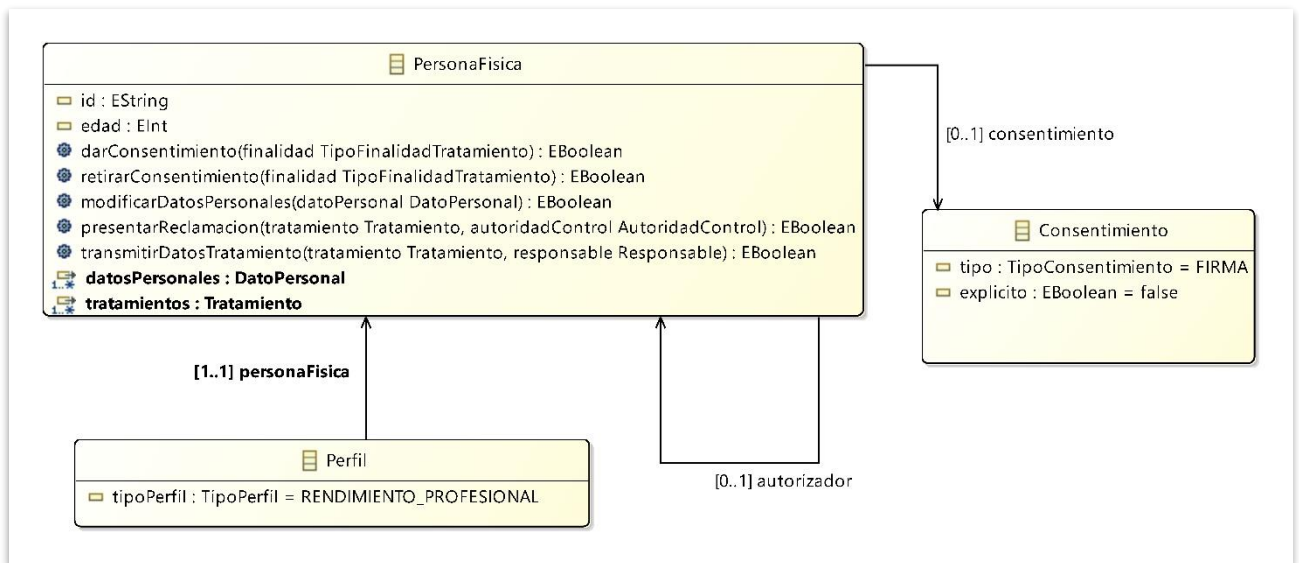 PersonaFisica
id : EString
edad : EInt
darConsentimiento(finalidad TipoFinalidadTratamiento) : EBoolean
retirarConsentimiento(finalidad TipoFinalidadTratamiento) : EBoolean
modificarDatosPersonales(datoPersonal DatoPersonal) : EBoolean
presentarReclamacion(tratamiento Tratamiento, autoridadControl AutoridadControl) : EBoolean
transmitirDatosTratamiento(tratamiento Tratamiento, responsable Responsable) : EBoolean
1..* datosPersonales : DatoPersonal
1..* tratamientos : Tratamiento
[0..1] consentimiento
Consentimiento
tipo : TipoConsentimiento = FIRMA
explicito : EBoolean = false
[1..1] personaFisica
[0..1] autorizador
Perfil
tipoPerfil : TipoPerfil = RENDIMIENTO_PROFESIONAL